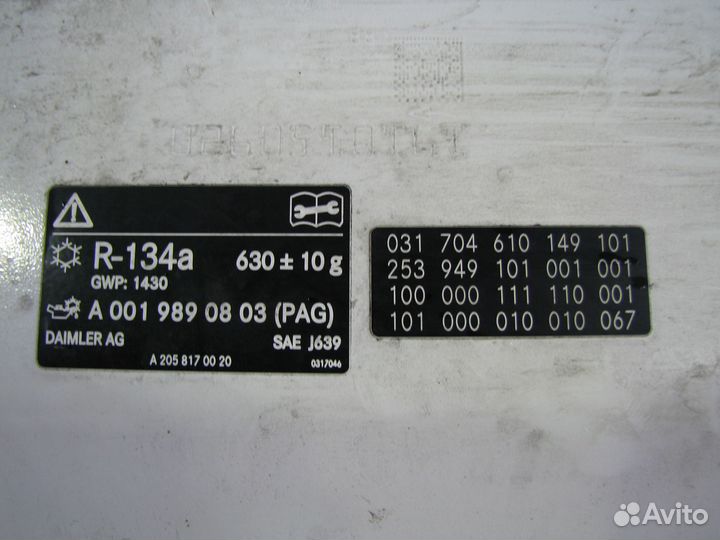 R-134a 630 ± 10 g
GWP: 1430
A 001 989 08 03 (PAG)
DAIMLER AG SAE J639
A 205 817 00 20 0317046
031 704 610 149 101
253 949 101 001 001
100 000 111 110 001
101 000 010 010 067
Avito